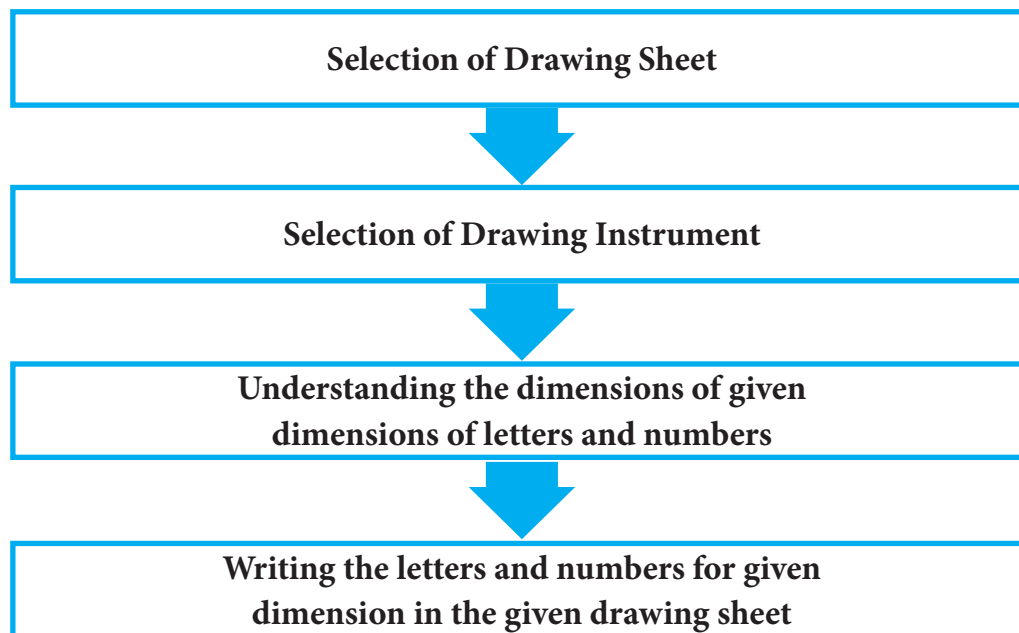 Selection of Drawing Sheet
Selection of Drawing Instrument
Understanding the dimensions of given
dimensions of letters and numbers
Writing the letters and numbers for given
dimension in the given drawing sheet